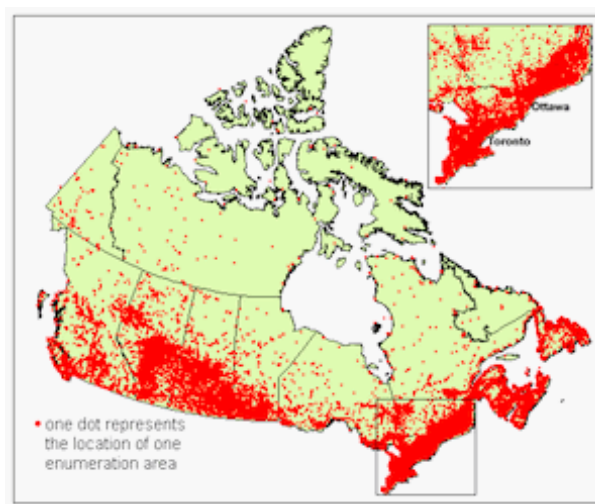 Ottawa
Toronto
one dot represents
the location of one
enumeration area